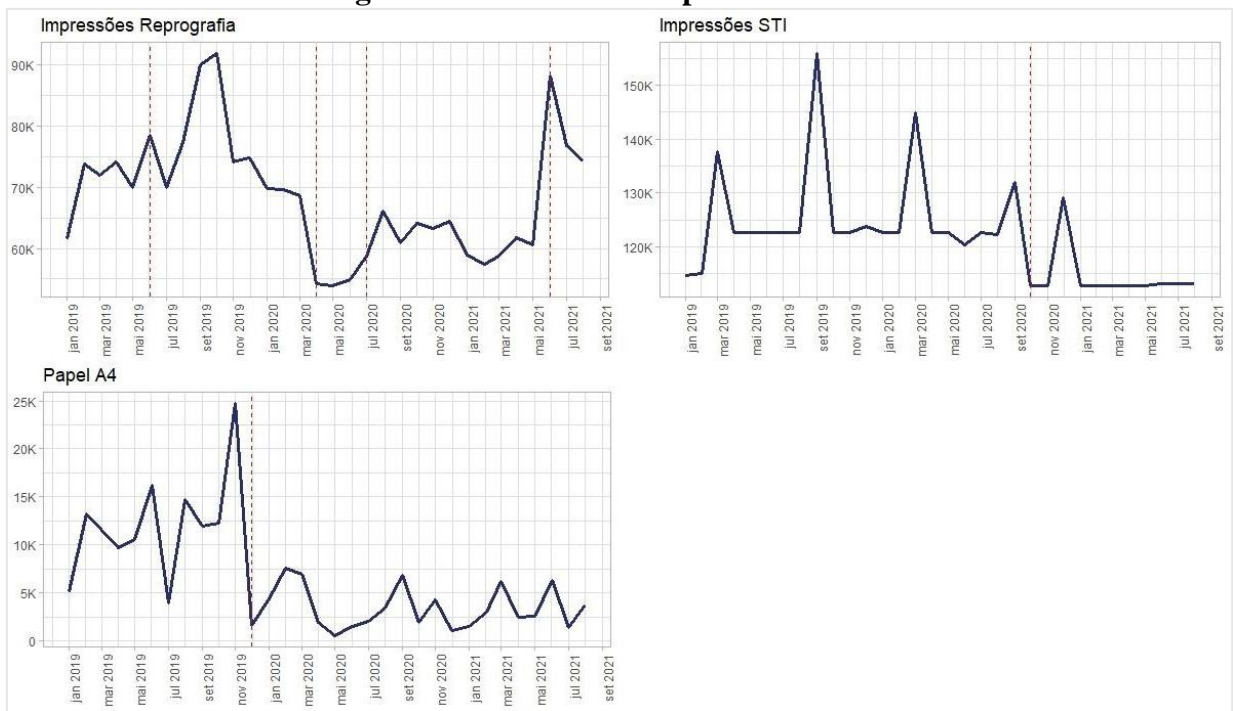 Impressões Reprografia
90K
80K
70K
60K
jan 2019
mar 2019
mai 2019
jul 2019
set 2019
nov 2019
jan 2020
mar 2020
mai 2020
jul 2020
set 2020
nov 2020
jan 2021
mar 2021
mai 2021
jul 2021
set 2021
Impressões STI
150K
140K
130K
120K
jan 2019
mar 2019
mai 2019
jul 2019
set 2019
nov 2019
jan 2020
mar 2020
mai 2020
jul 2020
set 2020
nov 2020
jan 2021
mar 2021
mai 2021
jul 2021
set 2021
Papel A4
25K
20K
15K
10K
5K
0
jan 2019
mar 2019
mai 2019
jul 2019
set 2019
nov 2019
jan 2020
mar 2020
mai 2020
jul 2020
set 2020
nov 2020
jan 2021
mar 2021
mai 2021
jul 2021
set 2021